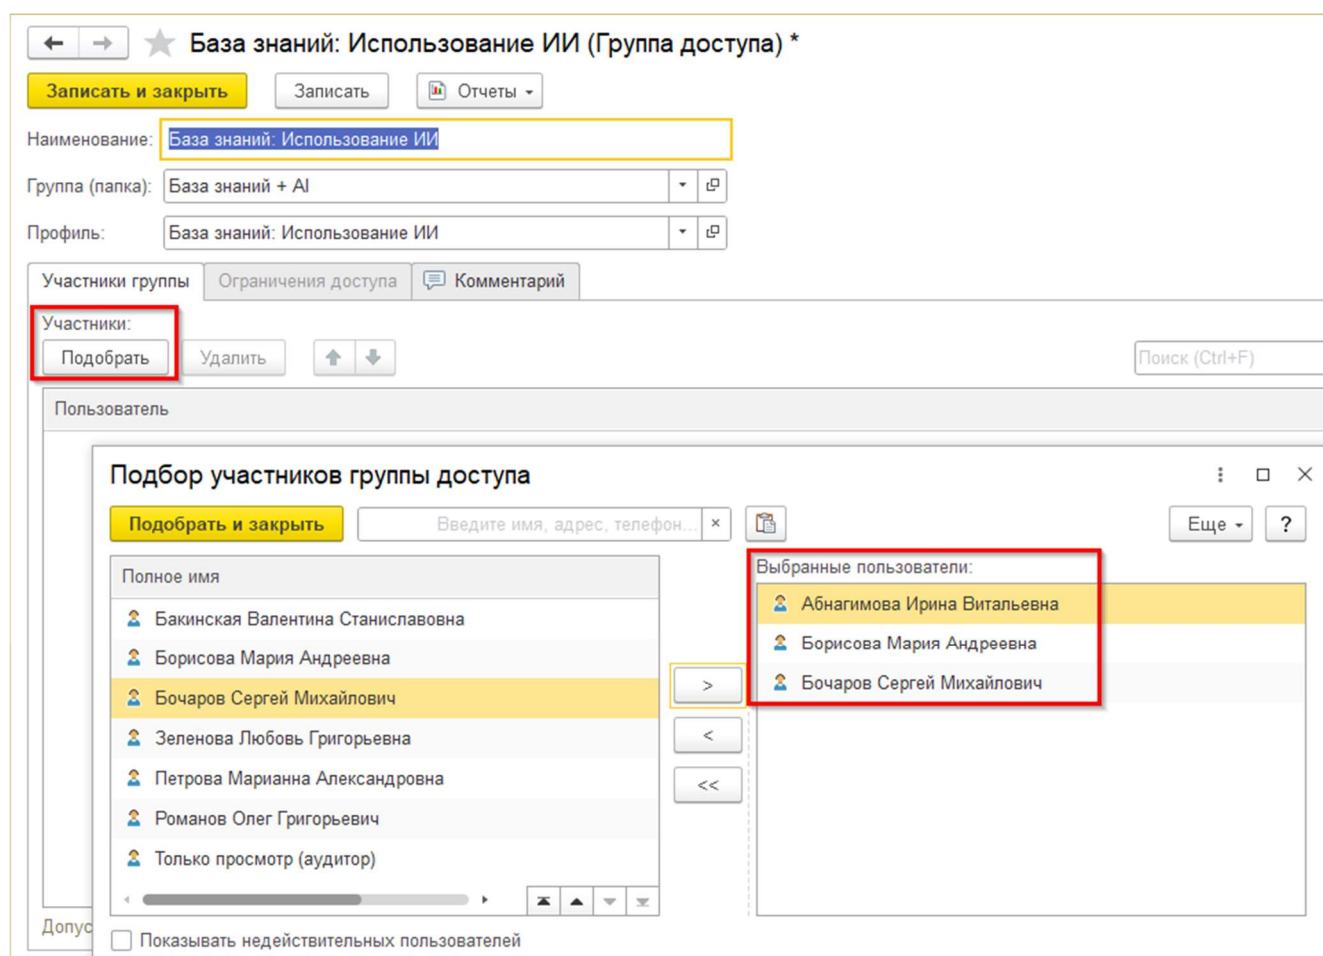 База знаний: Использование ИИ (Группа доступа) *
Записать и закрыть Записать Отчеты
Наименование: База знаний: Использование ИИ
Группа (папка): База знаний + AI
Профиль: База знаний: Использование ИИ
Участники группы Ограничения доступа Комментарий
Участники:
Подобрать Удалить Поиск (Ctrl+F)
Пользователь
Подбор участников группы доступа
Подобрать и закрыть Введите имя, адрес, телефон... × Еще ?
Полное имя
Бакинская Валентина Станиславовна
Борисова Мария Андреевна
Бочаров Сергей Михайлович
Зеленова Любовь Григорьевна
Петрова Марианна Александровна
Романов Олег Григорьевич
Только просмотр (аудитор)
>
<
<<
Выбранные пользователи:
Абнагимова Ирина Витальевна
Борисова Мария Андреевна
Бочаров Сергей Михайлович
Допус
Показывать недействительных пользователей